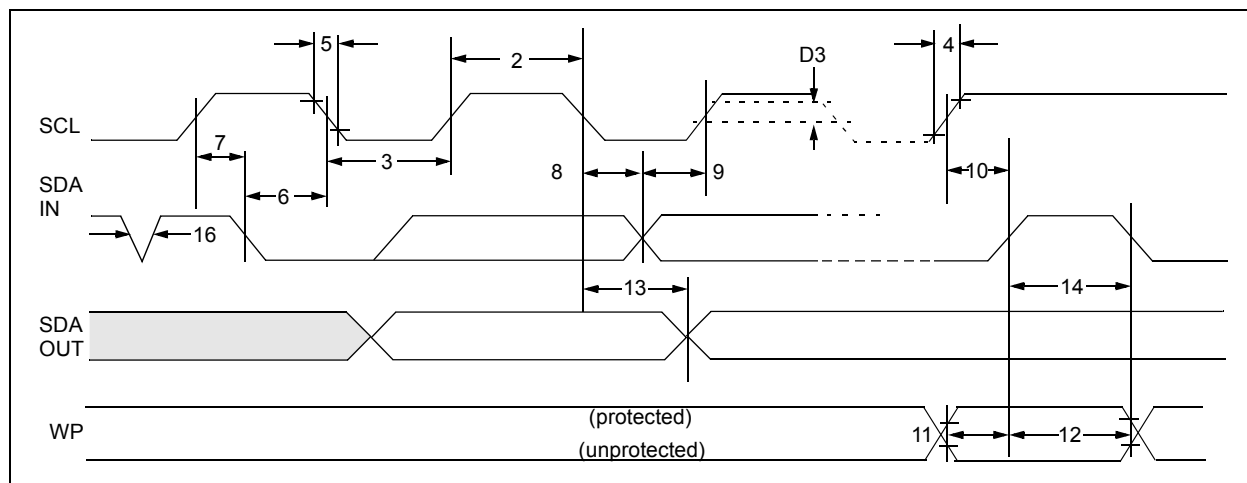 5
4
2
D3
SCL
7
3
8
9
10
SDA
IN
6
16
13
14
SDA
OUT
WP
(protected)
(unprotected)
11
12